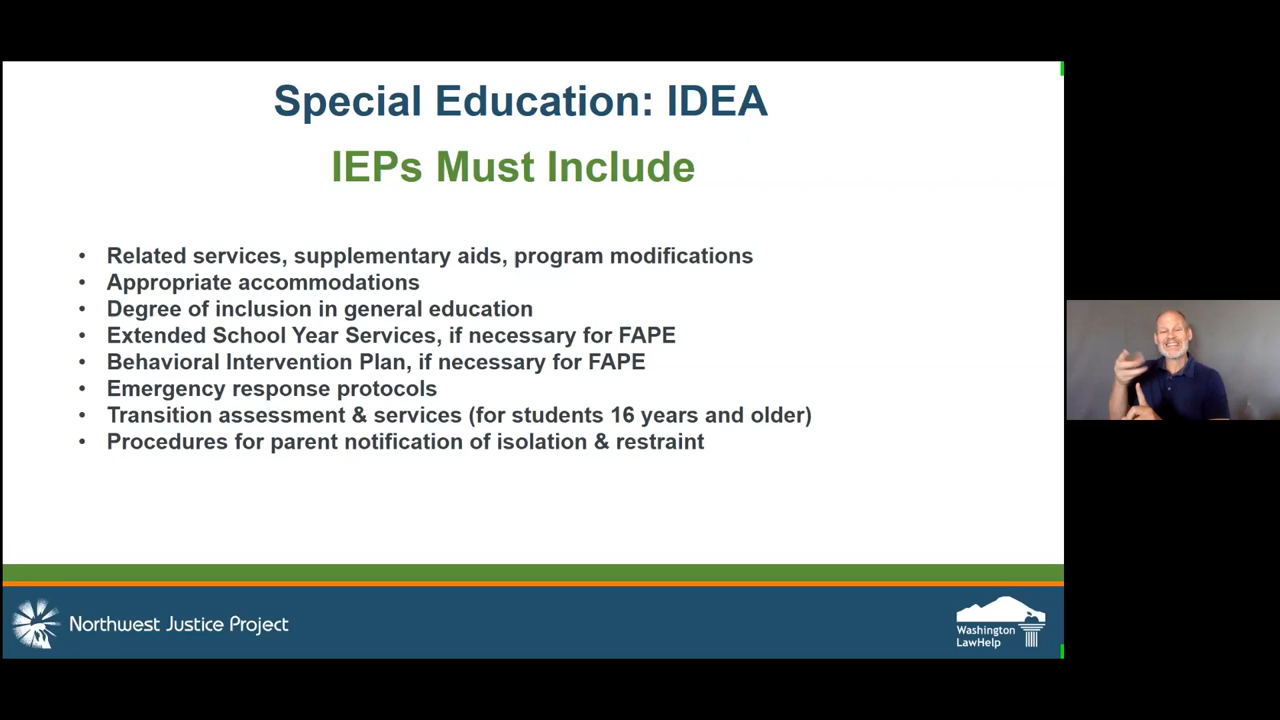 Special Education: IDEA
IEPs Must Include
• Related services, supplementary aids, program modifications
• Appropriate accommodations
• Degree of inclusion in general education
• Extended School Year Services, if necessary for FAPE
• Behavioral Intervention Plan, if necessary for FAPE
• Emergency response protocols
• Transition assessment & services (for students 16 years and older)
• Procedures for parent notification of isolation & restraint
Northwest Justice Project
Washington
LawHelp